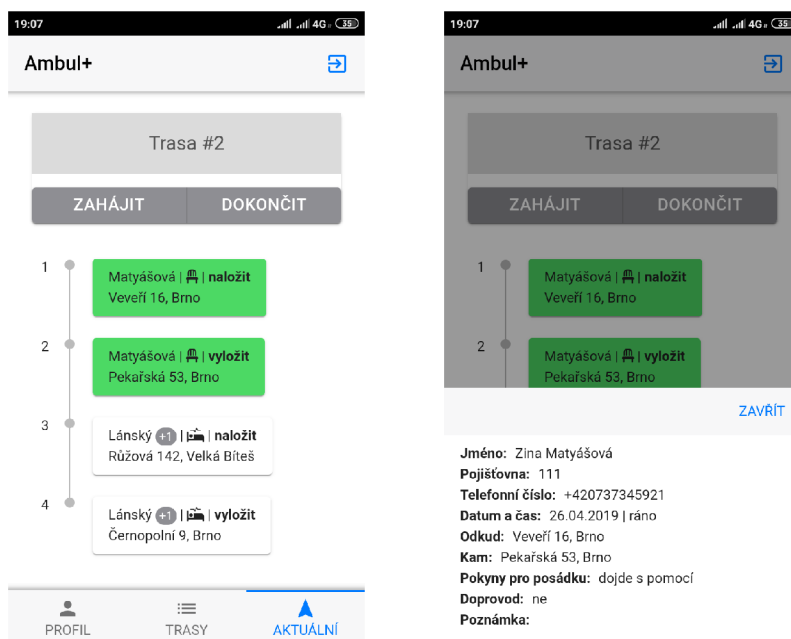 19:07 4G 35
Ambul+
Trasa #2
ZAHÁJIT DOKONČIT
1 Matyášová | | naložit
Veveří 16, Brno
2 Matyášová | | vyložit
Pekařská 53, Brno
3 Lánský +1 | | naložit
Růžová 142, Velká Bíteš
4 Lánský +1 | | vyložit
Černopolní 9, Brno
PROFIL TRASY AKTUÁLNÍ
19:07 4G 35
Ambul+
Trasa #2
ZAHÁJIT DOKONČIT
1 Matyášová | | naložit
Veveří 16, Brno
2 Matyášová | | vyložit
Pekařská 53, Brno
ZAVŘÍT
Jméno: Zina Matyášová
Pojišťovna: 111
Telefonní číslo: +420737345921
Datum a čas: 26.04.2019 | ráno
Odkud: Veveří 16, Brno
Kam: Pekařská 53, Brno
Pokyny pro posádku: dojde s pomocí
Doprovod: ne
Poznámka: